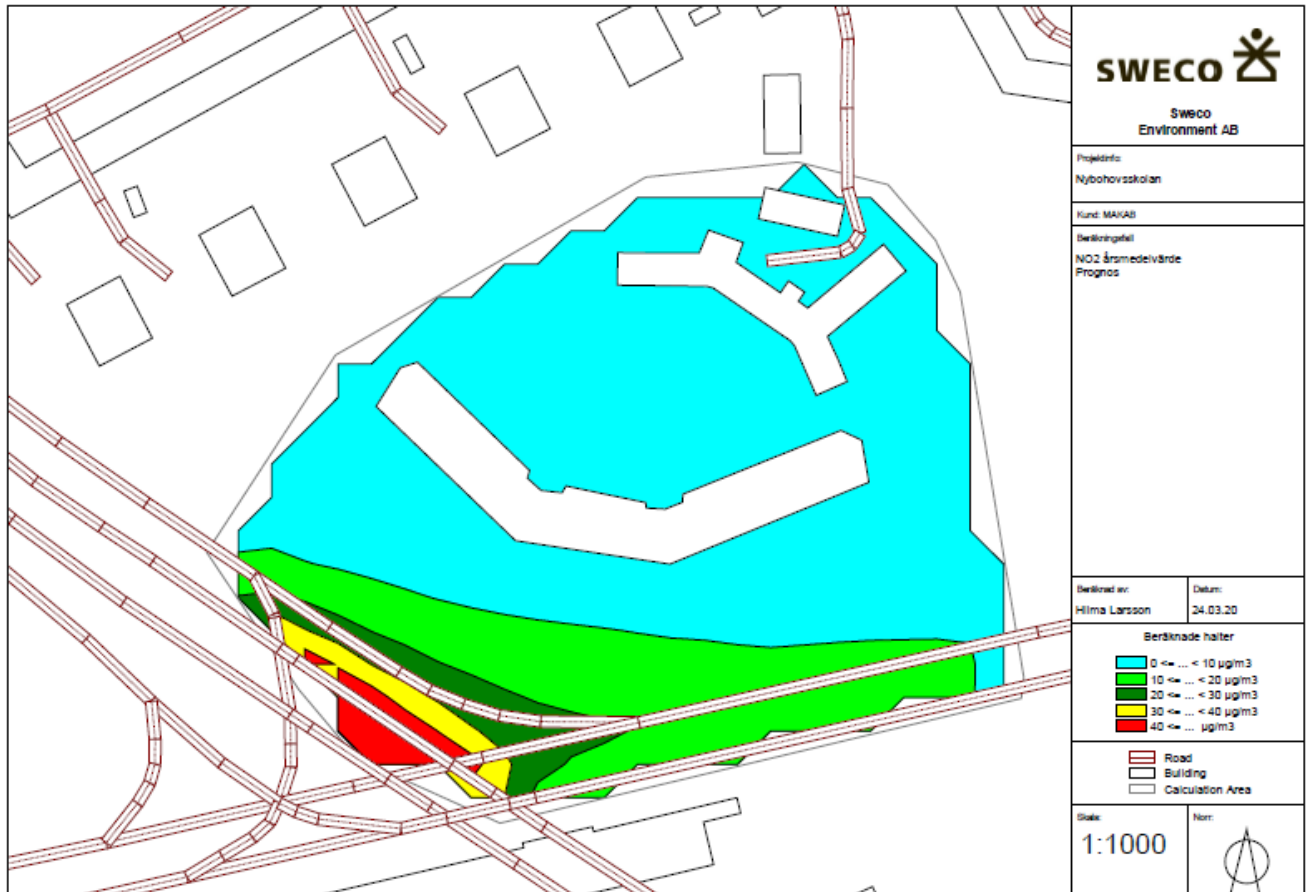 SWECO
Sweco
Environment AB
Projektinfo:
Nybohovsskolan
Kund: MAKAB
Beräkningsfall
NO2 årsmedelvärde
Prognos
Beräknad av:
Hilma Larsson
Datum:
24.03.20
Beräknade halter
0 <= ... < 10 µg/m3
10 <= ... < 20 µg/m3
20 <= ... < 30 µg/m3
30 <= ... < 40 µg/m3
40 <= ... µg/m3
Road
Building
Calculation Area
Skala:
1:1000
Norr: